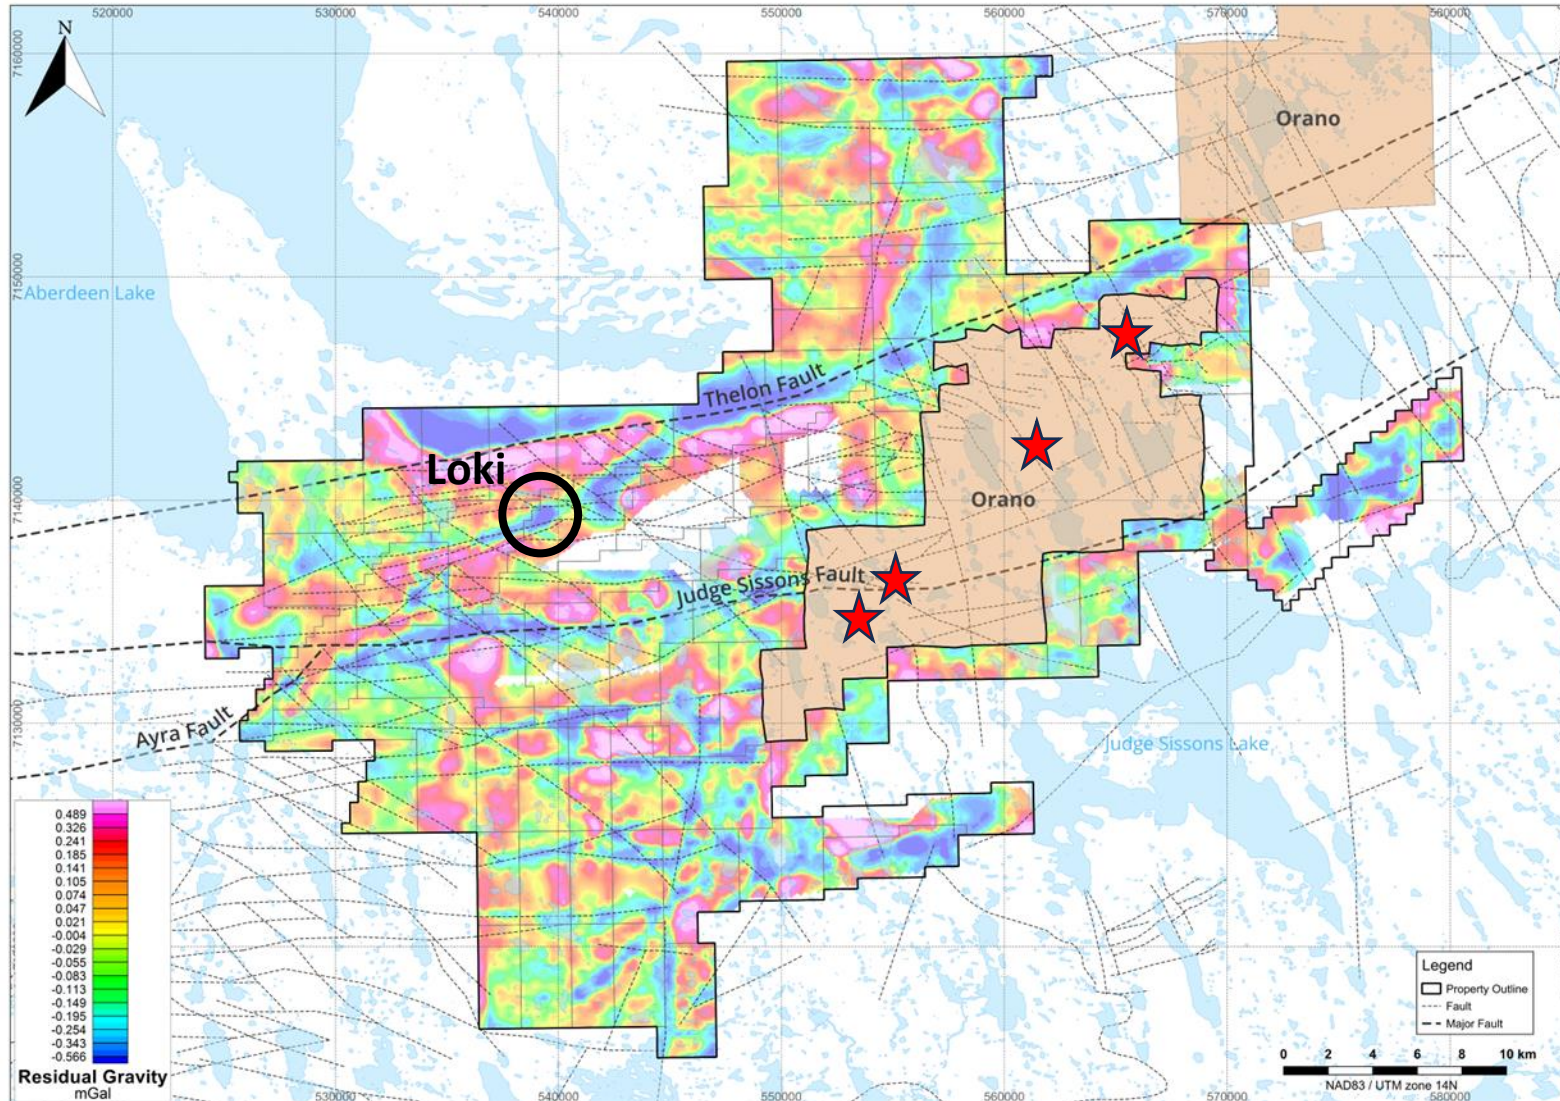 520000 530000 540000 550000 560000 570000 580000
7160000
N
Orano
7150000
Aberdeen Lake
Thelon Fault
Loki
7140000
Orano
Judge Sissons Fault
Ayra Fault
7130000
Judge Sissons Lake
0.489
0.326
0.241
0.185
0.141
0.105
0.074
0.047
0.021
-0.004
-0.029
-0.055
-0.083
-0.113
-0.149
-0.195
-0.254
-0.343
-0.566
Residual Gravity
mGal
Legend
Property Outline
Fault
Major Fault
0 2 4 6 8 10 km
NAD83 / UTM zone 14N
530000 540000 550000 560000 570000 580000